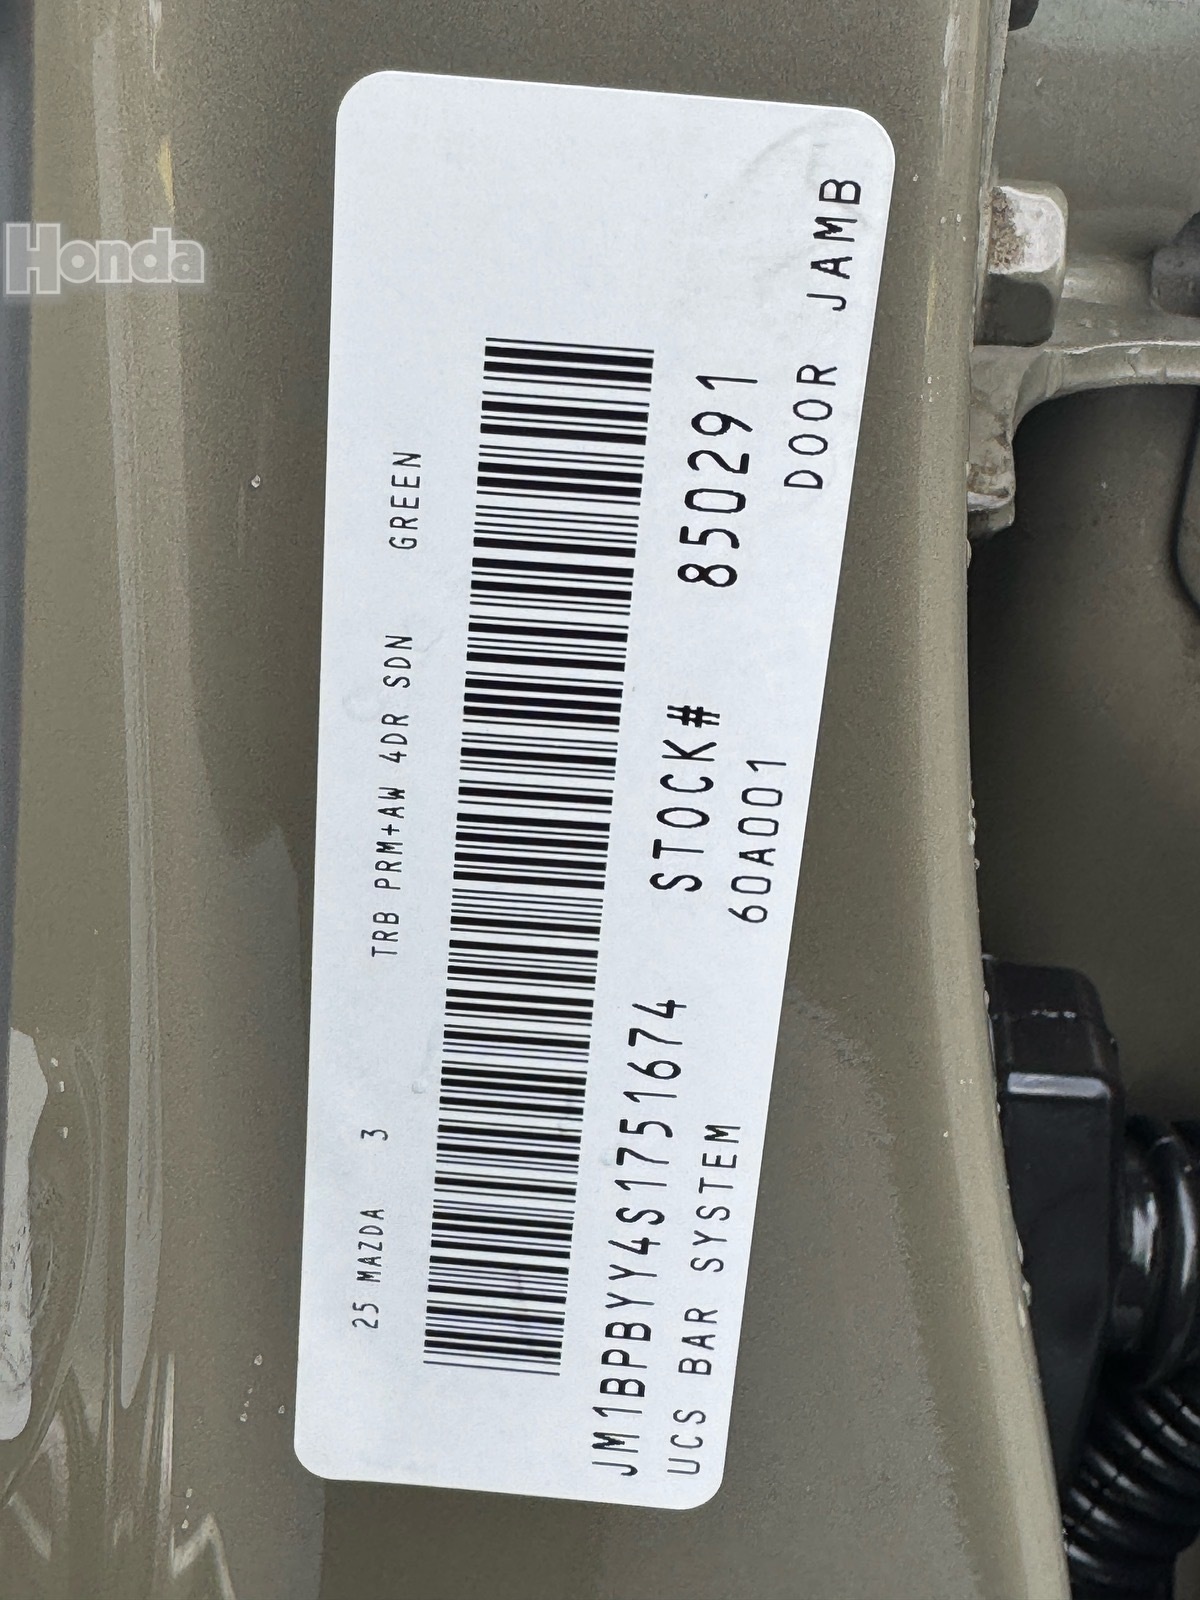 Honda
25 MAZDA 3 TRB PRM+AW 4DR SDN GREEN
JM1BPBYY4S1751674 STOCK# 850291
UCS BAR SYSTEM 60A001 DOOR JAMB